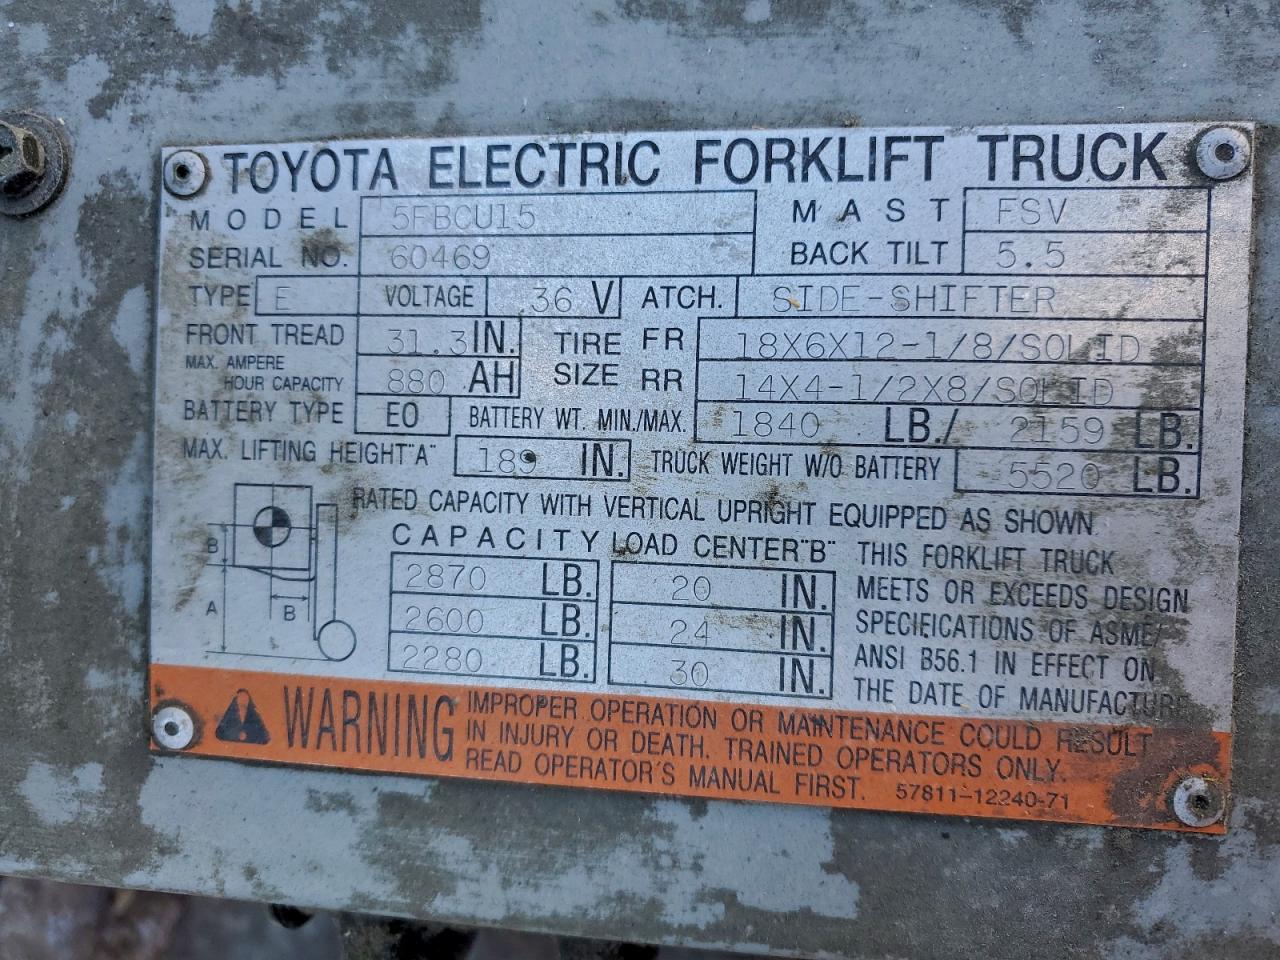 TOYOTA ELECTRIC FORKLIFT TRUCK
MODEL 5FBCU15 MAST FSV
SERIAL NO. 60469 BACK TILT 5.5
TYPE E VOLTAGE 36 V ATCH. SIDE-SHIFTER
FRONT TREAD 31.3 IN. TIRE SIZE FR 18X6X12-1/8/SOLID
MAX. AMPERE HOUR CAPACITY 880 AH RR 14X4-1/2X8/SOLID
BATTERY TYPE EO BATTERY WT. MIN./MAX. 1840 LB./ 2159 LB.
MAX. LIFTING HEIGHT "A" 189 IN. TRUCK WEIGHT W/O BATTERY 5520 LB.
RATED CAPACITY WITH VERTICAL UPRIGHT EQUIPPED AS SHOWN
CAPACITY LOAD CENTER "B"
2870 LB. 20 IN.
2600 LB. 24 IN.
2280 LB. 30 IN.
B
A
B
THIS FORKLIFT TRUCK
MEETS OR EXCEEDS DESIGN
SPECIFICATIONS OF ASME/
ANSI B56.1 IN EFFECT ON
THE DATE OF MANUFACTURE
WARNING
IMPROPER OPERATION OR MAINTENANCE COULD RESULT
IN INJURY OR DEATH. TRAINED OPERATORS ONLY.
READ OPERATOR'S MANUAL FIRST. 57811-12240-71